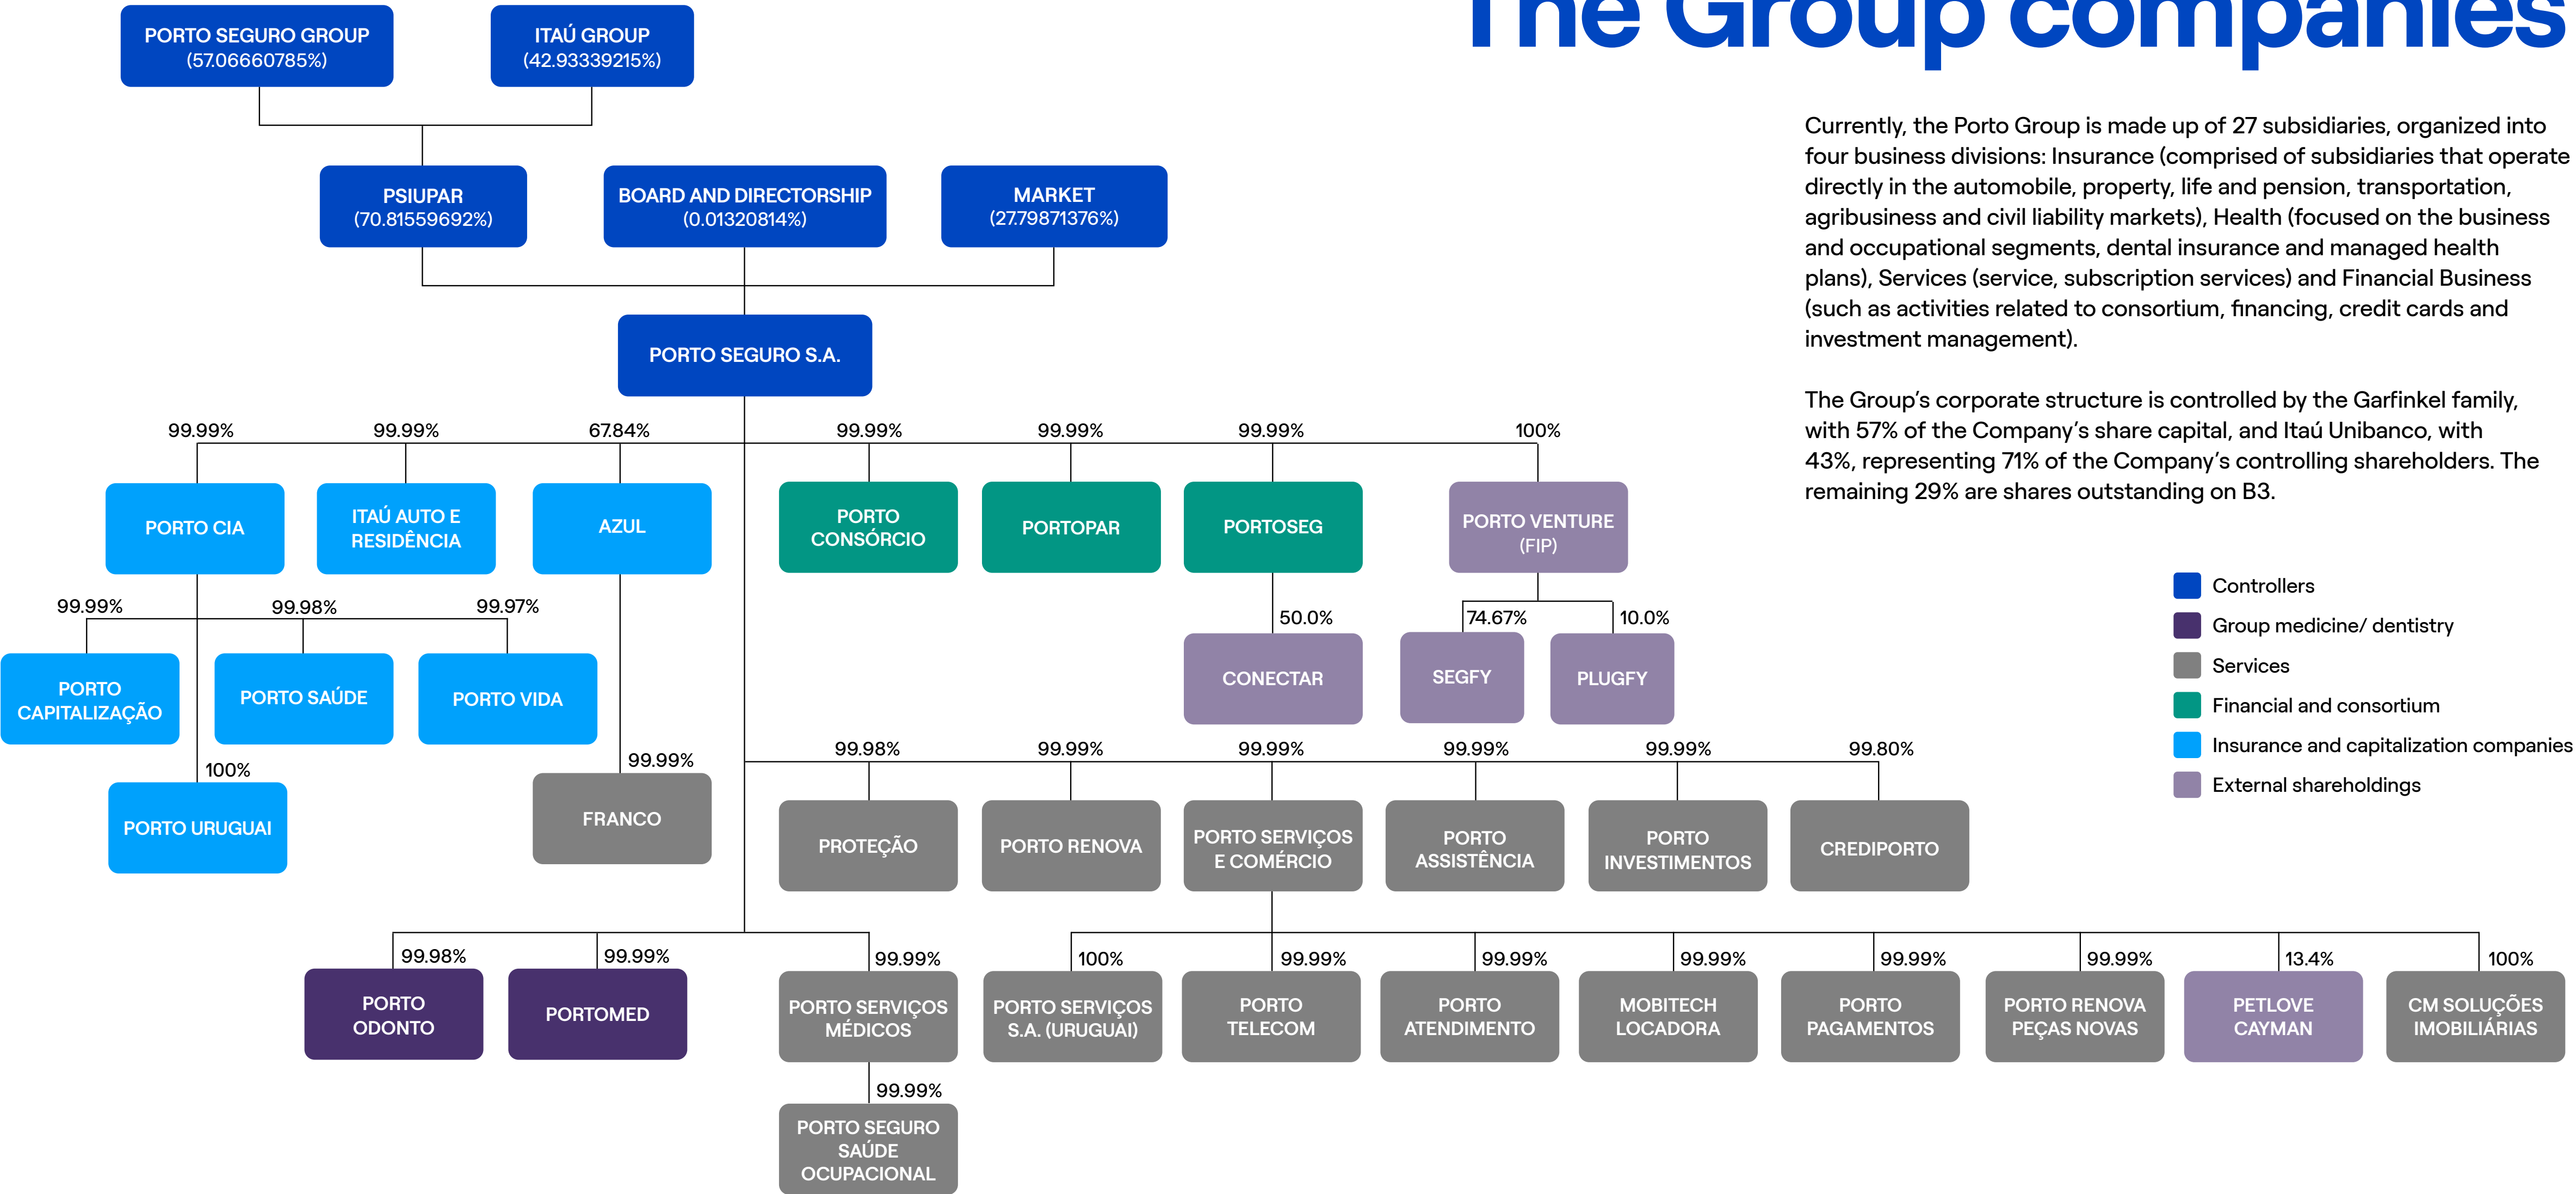 The Group companies
PORTO SEGURO GROUP
(57.06660785%)
ITAÚ GROUP
(42.93339215%)
PSIUPAR
(70.81559692%)
BOARD AND DIRECTORSHIP
(0.01320814%)
MARKET
(27.79871376%)
PORTO SEGURO S.A.
Currently, the Porto Group is made up of 27 subsidiaries, organized into
four business divisions: Insurance (comprised of subsidiaries that operate
directly in the automobile, property, life and pension, transportation,
agribusiness and civil liability markets), Health (focused on the business
and occupational segments, dental insurance and managed health
plans), Services (service, subscription services) and Financial Business
(such as activities related to consortium, financing, credit cards and
investment management).
The Group’s corporate structure is controlled by the Garfinkel family,
with 57% of the Company’s share capital, and Itaú Unibanco, with
43%, representing 71% of the Company’s controlling shareholders. The
remaining 29% are shares outstanding on B3.
99.99%
99.99%
67.84%
99.99%
99.99%
99.99%
100%
PORTO CIA
ITAÚ AUTO E
RESIDÊNCIA
AZUL
PORTO
CONSÓRCIO
PORTOPAR
PORTOSEG
PORTO VENTURE
(FIP)
99.99%
99.98%
99.97%
50.0%
74.67%
10.0%
PORTO
CAPITALIZAÇÃO
PORTO SAÚDE
PORTO VIDA
CONECTAR
SEGFY
PLUGFY
Controllers
Group medicine/ dentistry
Services
Financial and consortium
Insurance and capitalization companies
External shareholdings
100%
PORTO URUGUAI
99.99%
FRANCO
99.98%
99.99%
99.99%
99.99%
99.99%
99.80%
PROTEÇÃO
PORTO RENOVA
PORTO SERVIÇOS
E COMÉRCIO
PORTO
ASSISTÊNCIA
PORTO
INVESTIMENTOS
CREDIPORTO
99.98%
99.99%
99.99%
100%
99.99%
99.99%
99.99%
99.99%
99.99%
13.4%
100%
PORTO
ODONTO
PORTOMED
PORTO SERVIÇOS
MÉDICOS
PORTO SERVIÇOS
S.A. (URUGUAI)
PORTO
TELECOM
PORTO
ATENDIMENTO
MOBITECH
LOCADORA
PORTO
PAGAMENTOS
PORTO RENOVA
PEÇAS NOVAS
PETLOVE
CAYMAN
CM SOLUÇÕES
IMOBILIÁRIAS
99.99%
PORTO SEGURO
SAÚDE
OCUPACIONAL